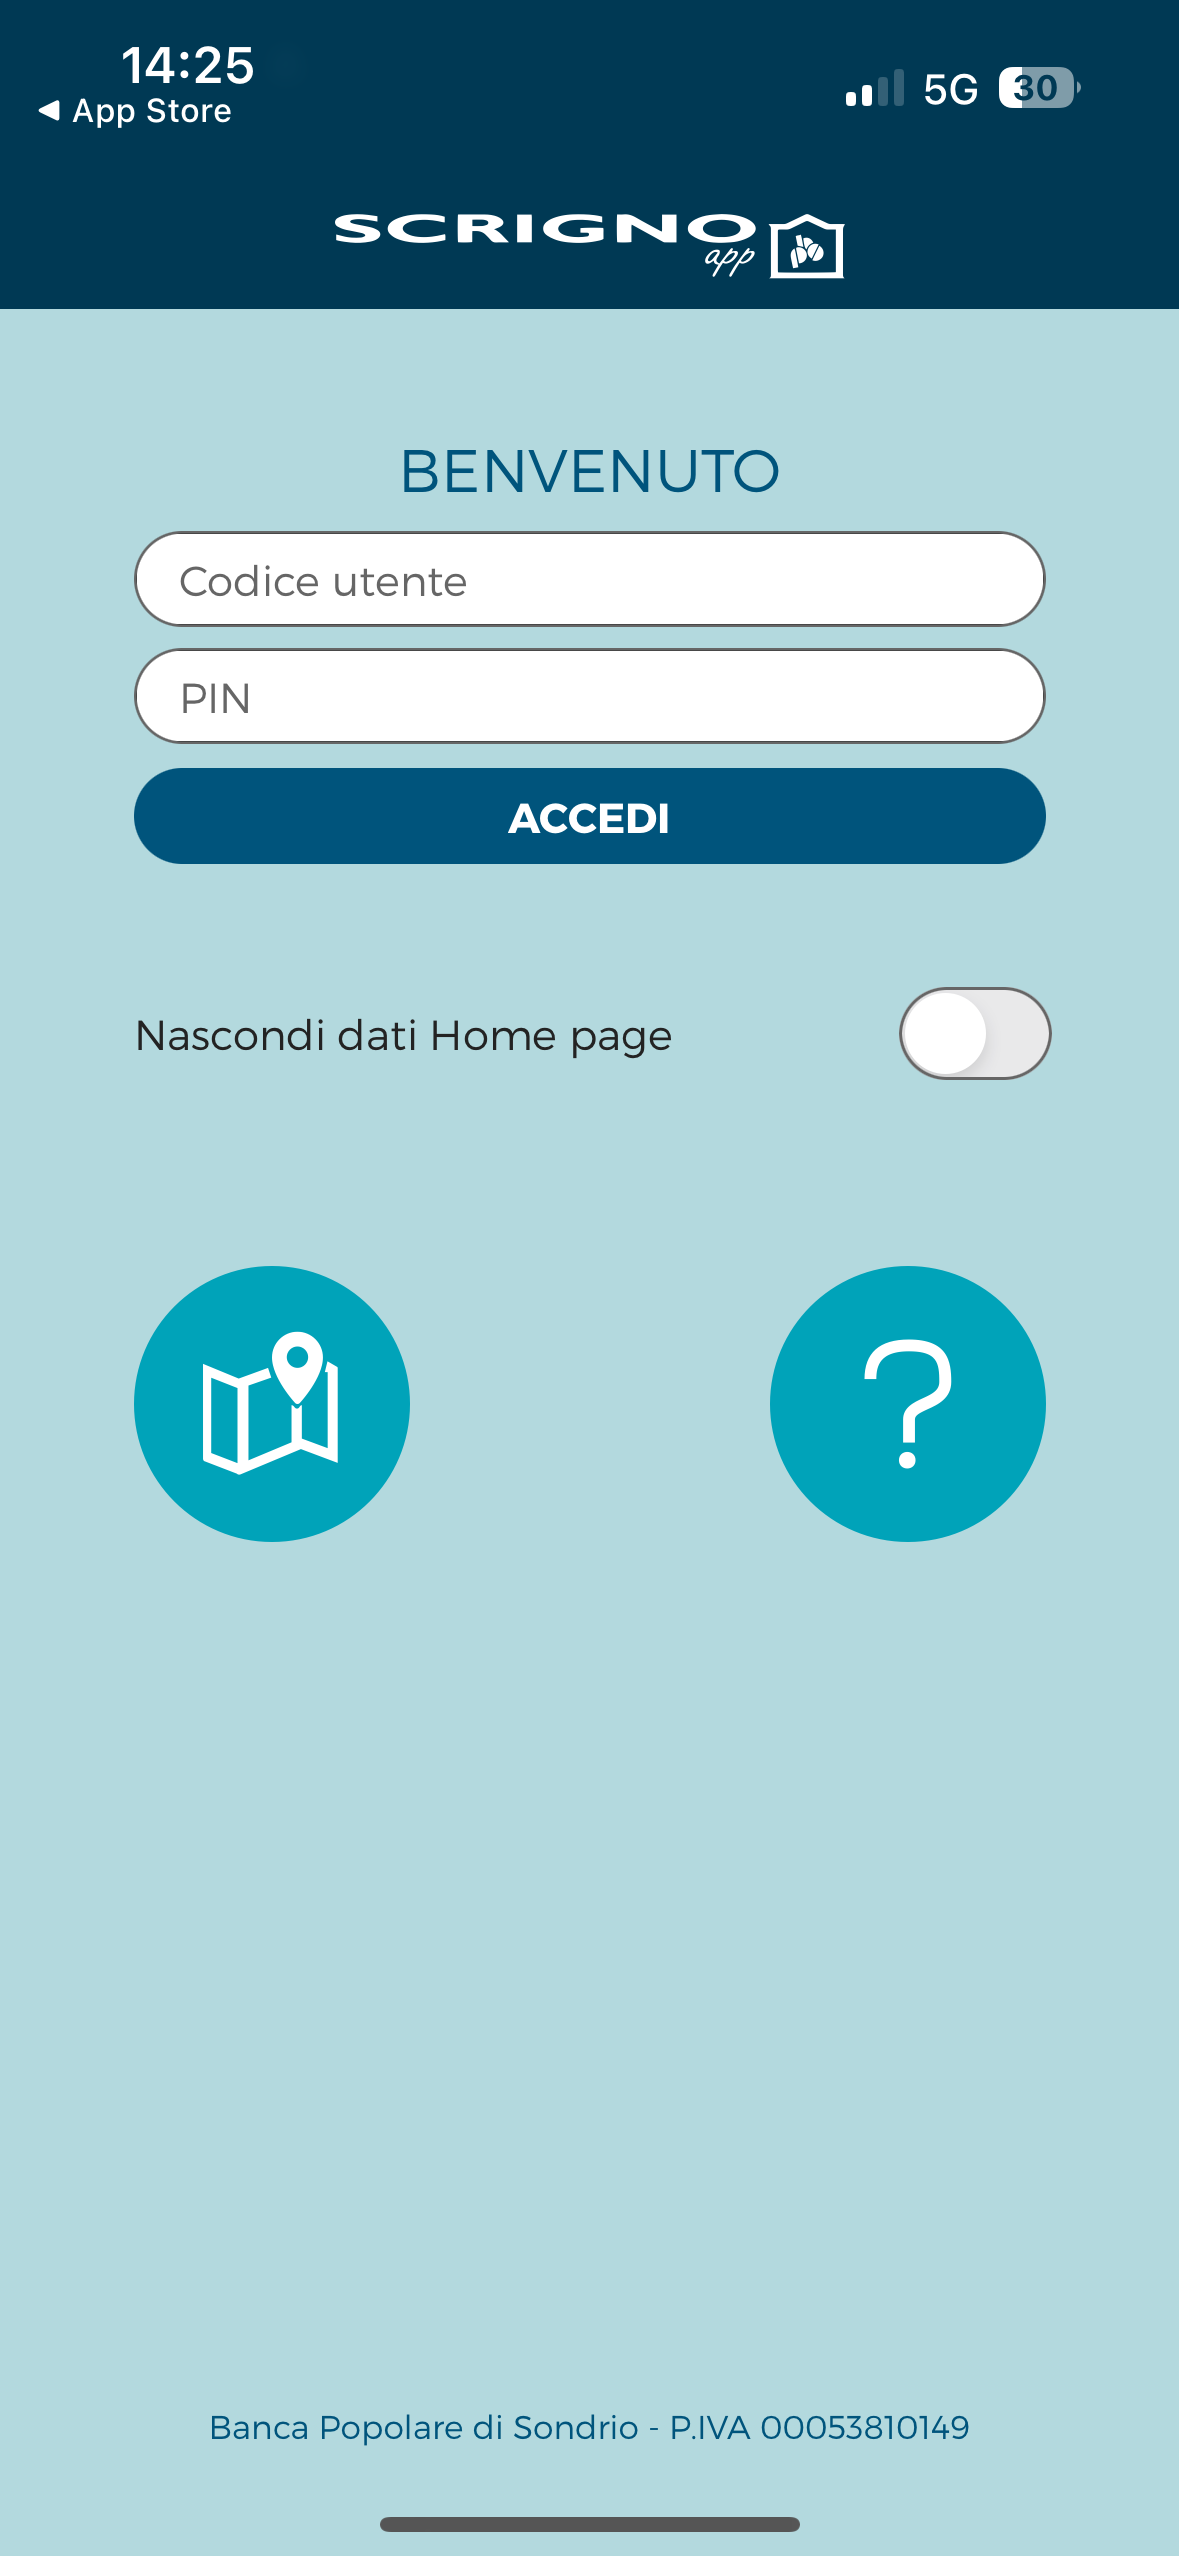 14:25
◀ App Store
5G
30
SCRIGNO
app
BENVENUTO
Codice utente
PIN
ACCEDI
Nascondi dati Home page
?
Banca Popolare di Sondrio - P.IVA 00053810149